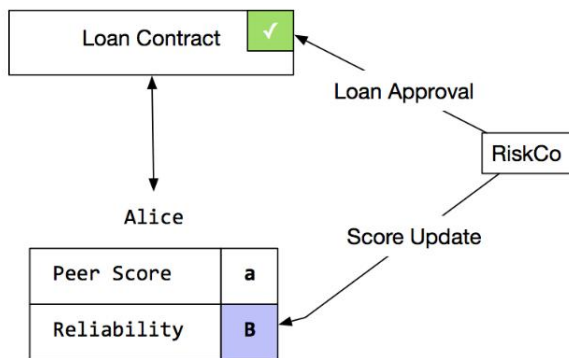 Loan Contract ✓
Loan Approval
RiskCo
Alice
Score Update
Peer Score a
Reliability B